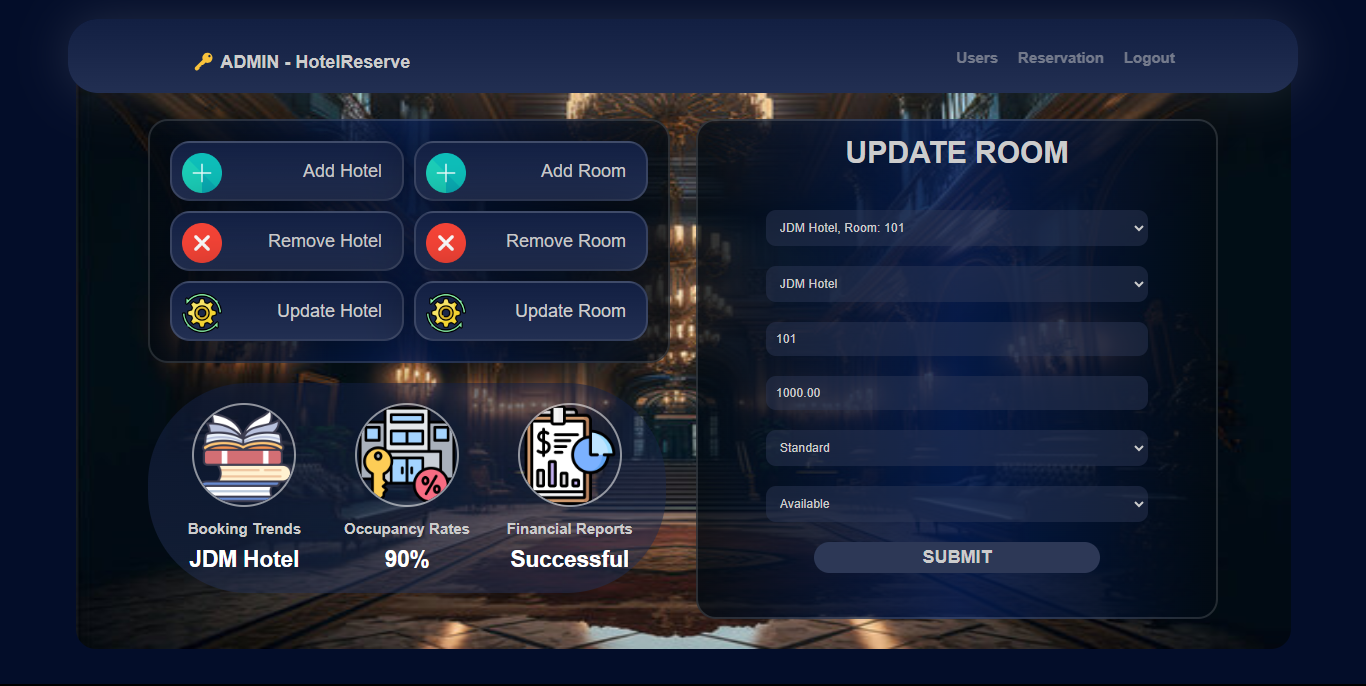 ADMIN - HotelReserve
Users Reservation Logout
Add Hotel
Add Room
Remove Hotel
Remove Room
Update Hotel
Update Room
$
%
Booking Trends
JDM Hotel
Occupancy Rates
90%
Financial Reports
Successful
UPDATE ROOM
JDM Hotel, Room: 101
JDM Hotel
101
1000.00
Standard
Available
SUBMIT